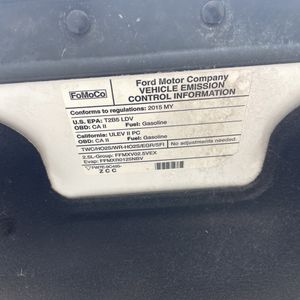 FoMoCo
Ford Motor Company
VEHICLE EMISSION
CONTROL INFORMATION
Conforms to regulations: 2015 MY
U.S. EPA: T2B5 LDV
OBD: CA II Fuel: Gasoline
California: ULEV II PC
OBD: CA II Fuel: Gasoline
TWC/HO2S/WR-HO2S/EGR/SFI No adjustments needed.
2.5L-Group: FFMXV02.5VEX
Evap: FFMXR0125NBV
ZCC